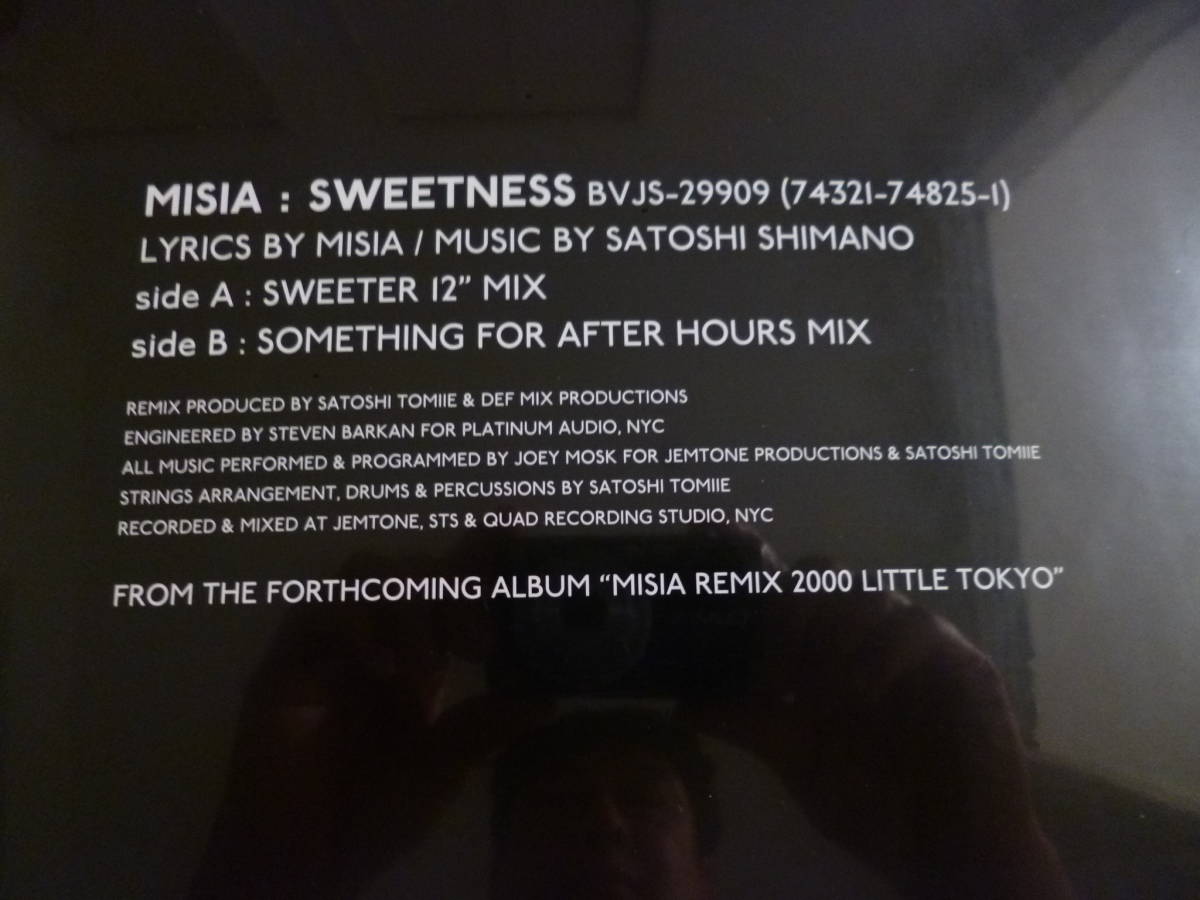 MISIA : SWEETNESS BVJS-29909 (74321-74825-1)
LYRICS BY MISIA / MUSIC BY SATOSHI SHIMANO
side A : SWEETER 12” MIX
side B : SOMETHING FOR AFTER HOURS MIX
REMIX PRODUCED BY SATOSHI TOMIIE & DEF MIX PRODUCTIONS
ENGINEERED BY STEVEN BARKAN FOR PLATINUM AUDIO, NYC
ALL MUSIC PERFORMED & PROGRAMMED BY JOEY MOSK FOR JEMTONE PRODUCTIONS & SATOSHI TOMIIE
STRINGS ARRANGEMENT, DRUMS & PERCUSSIONS BY SATOSHI TOMIIE
RECORDED & MIXED AT JEMTONE, STS & QUAD RECORDING STUDIO, NYC
FROM THE FORTHCOMING ALBUM “MISIA REMIX 2000 LITTLE TOKYO”